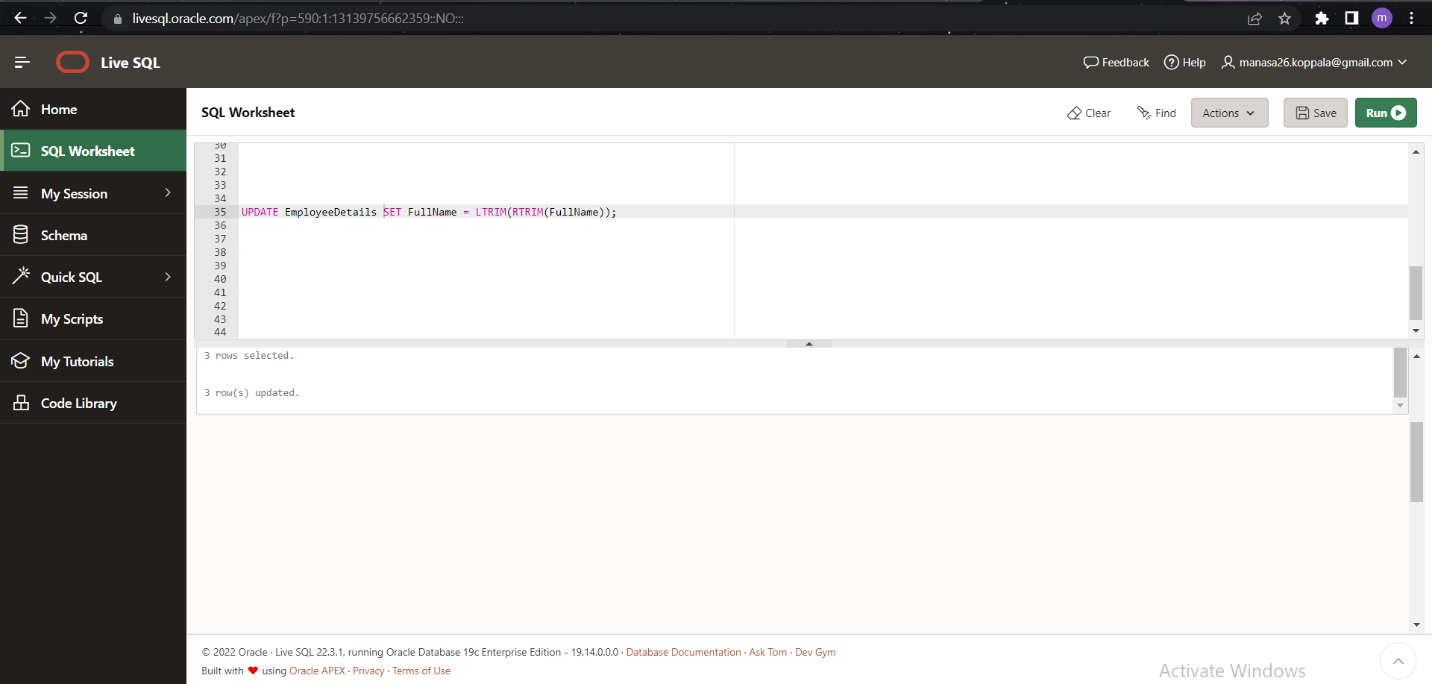 livesql.oracle.com/apex/f?p=590:1:13139756662359::NO:::
m
Live SQL
Feedback
Help
manasa26.koppala@gmail.com
Home
SQL Worksheet
My Session
Schema
Quick SQL
My Scripts
My Tutorials
Code Library
SQL Worksheet
Clear
Find
Actions
Save
Run
30
31
32
33
34
35 UPDATE EmployeeDetails SET FullName = LTRIM(RTRIM(FullName));
36
37
38
39
40
41
42
43
44
3 rows selected.
3 row(s) updated.
© 2022 Oracle · Live SQL 22.3.1, running Oracle Database 19c Enterprise Edition - 19.14.0.0.0 · Database Documentation · Ask Tom · Dev Gym
Built with ❤ using Oracle APEX · Privacy · Terms of Use
Activate Windows